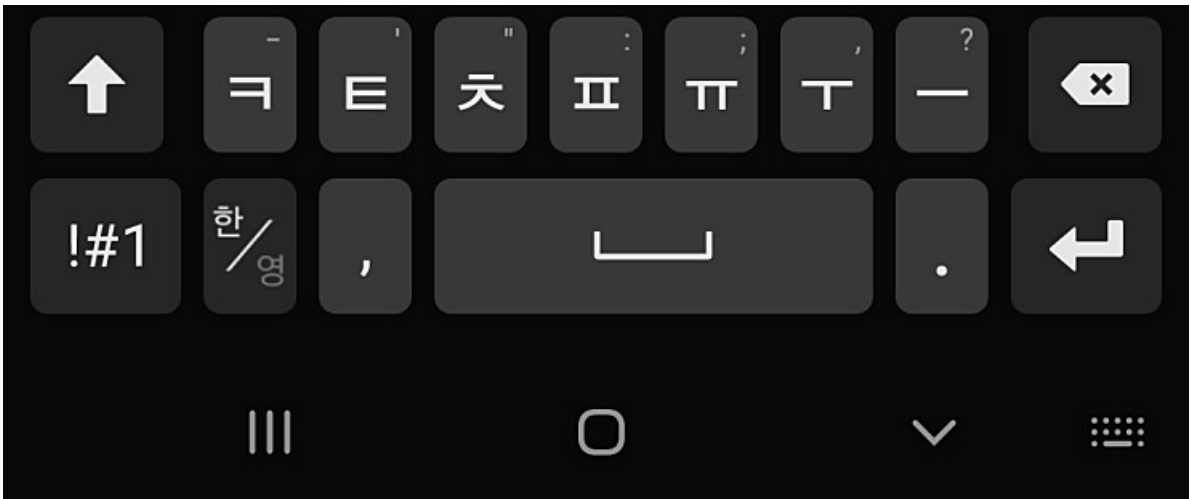 - ' " : ; , ?
ㅋ ㅌ ㅊ ㅍ ㅠ ㅜ ㅡ
!#1 한/영 , .